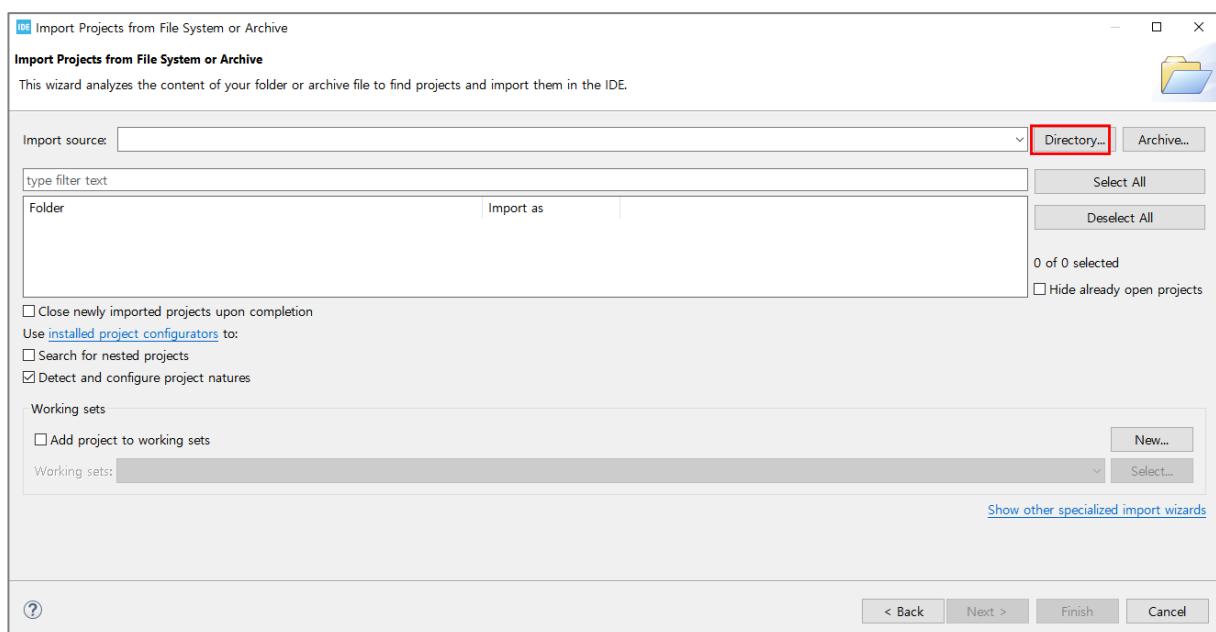 IDE Import Projects from File System or Archive
Import Projects from File System or Archive
This wizard analyzes the content of your folder or archive file to find projects and import them in the IDE.
Import source: Directory... Archive...
type filter text Select All
Folder Import as
Deselect All
0 of 0 selected
Hide already open projects
Close newly imported projects upon completion
Use installed project configurators to:
Search for nested projects
Detect and configure project natures
Working sets
Add project to working sets New...
Working sets: Select...
Show other specialized import wizards
? < Back Next > Finish Cancel